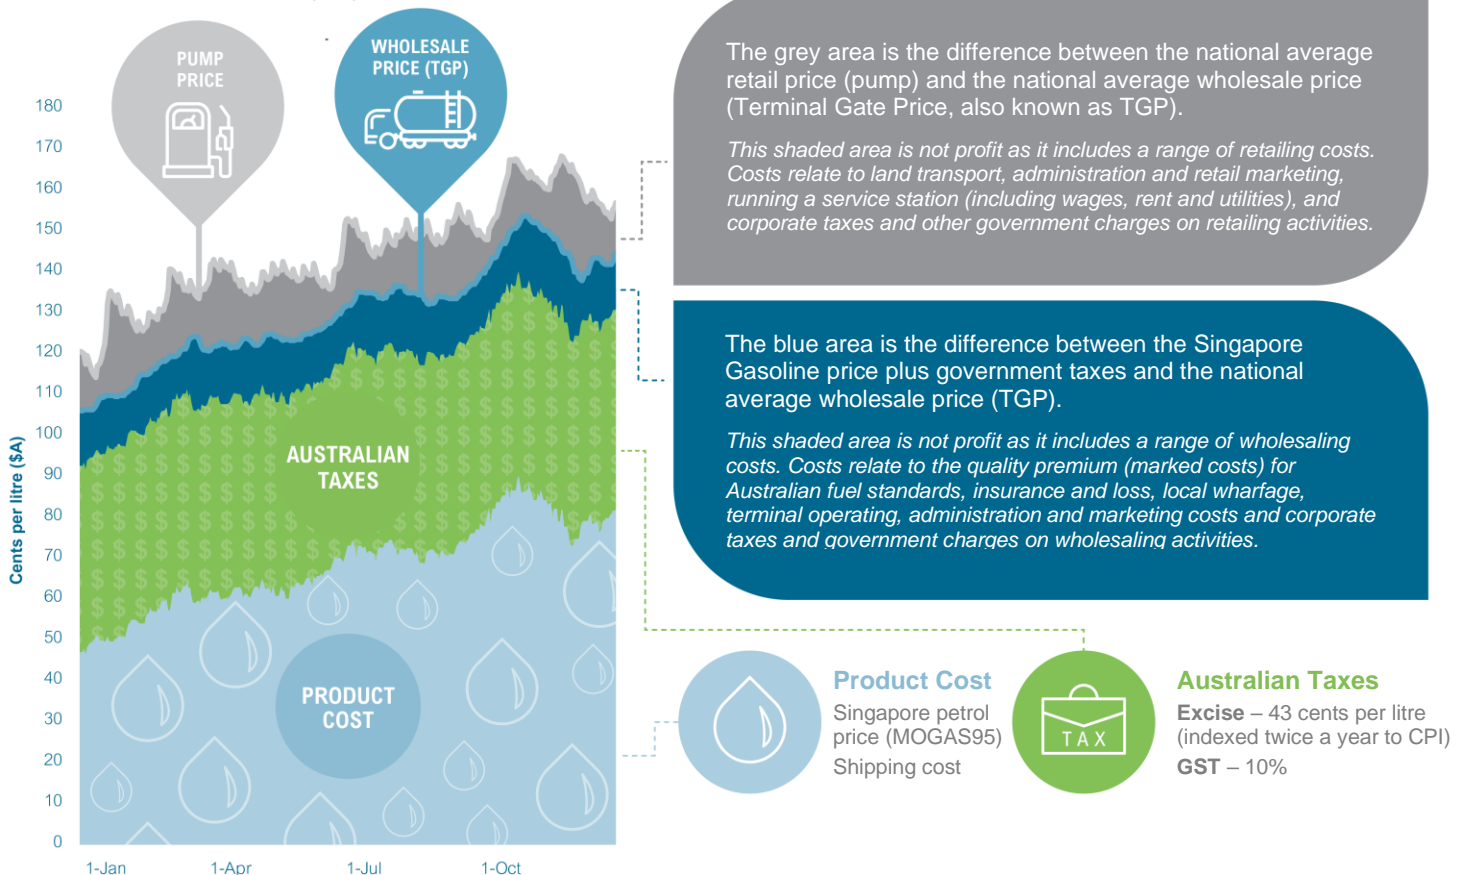 PUMP
PRICE
WHOLESALE
PRICE (TGP)
180
170
160
150
140
130
120
110
100
90
80
70
60
50
40
30
20
10
0
Cents per litre ($A)
1-Jan
1-Apr
1-Jul
1-Oct
AUSTRALIAN
TAXES
PRODUCT
COST
The grey area is the difference between the national average
retail price (pump) and the national average wholesale price
(Terminal Gate Price, also known as TGP).
This shaded area is not profit as it includes a range of retailing costs.
Costs relate to land transport, administration and retail marketing,
running a service station (including wages, rent and utilities), and
corporate taxes and other government charges on retailing activities.
The blue area is the difference between the Singapore
Gasoline price plus government taxes and the national
average wholesale price (TGP).
This shaded area is not profit as it includes a range of wholesaling
costs. Costs relate to the quality premium (marked costs) for
Australian fuel standards, insurance and loss, local wharfage,
terminal operating, administration and marketing costs and corporate
taxes and government charges on wholesaling activities.
Product Cost
Singapore petrol
price (MOGAS95)
Shipping cost
TAX
Australian Taxes
Excise – 43 cents per litre
(indexed twice a year to CPI)
GST – 10%